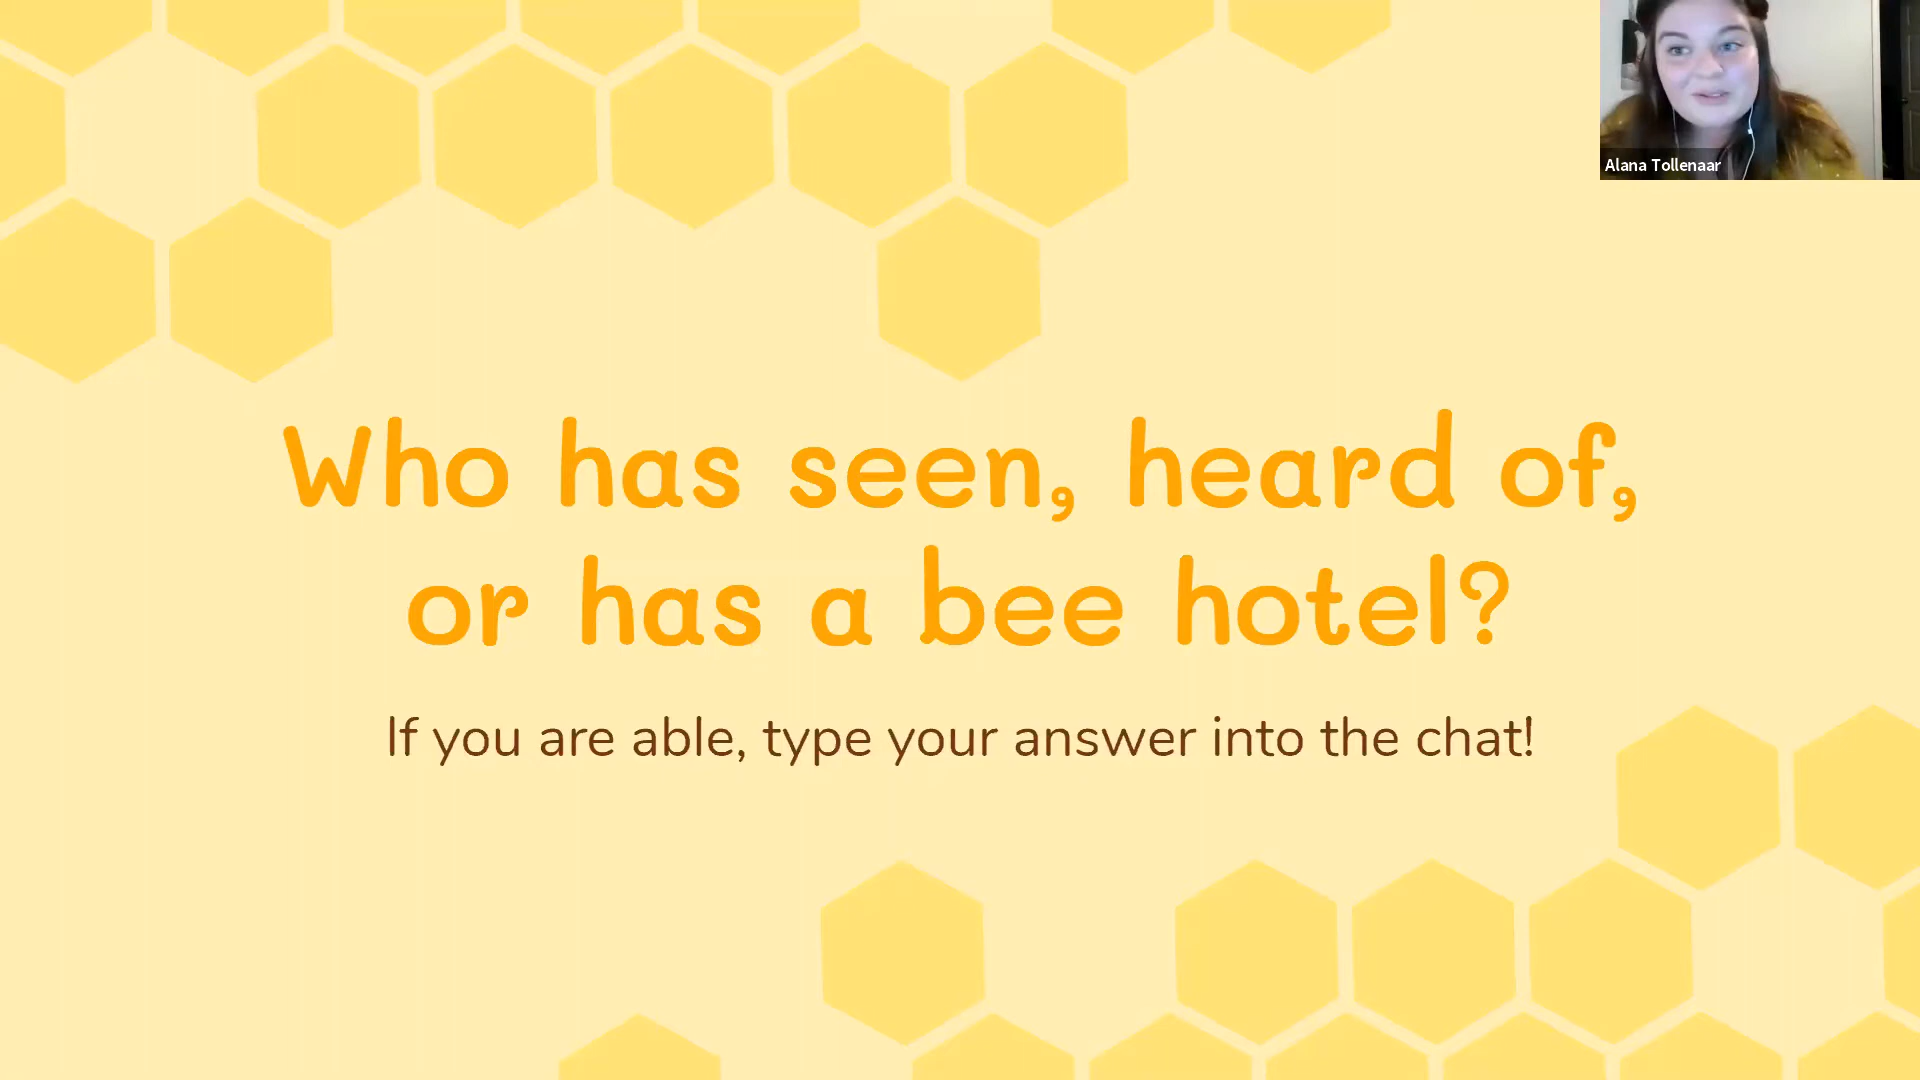 Alana Tollenaar
Who has seen, heard of,
or has a bee hotel?
If you are able, type your answer into the chat!